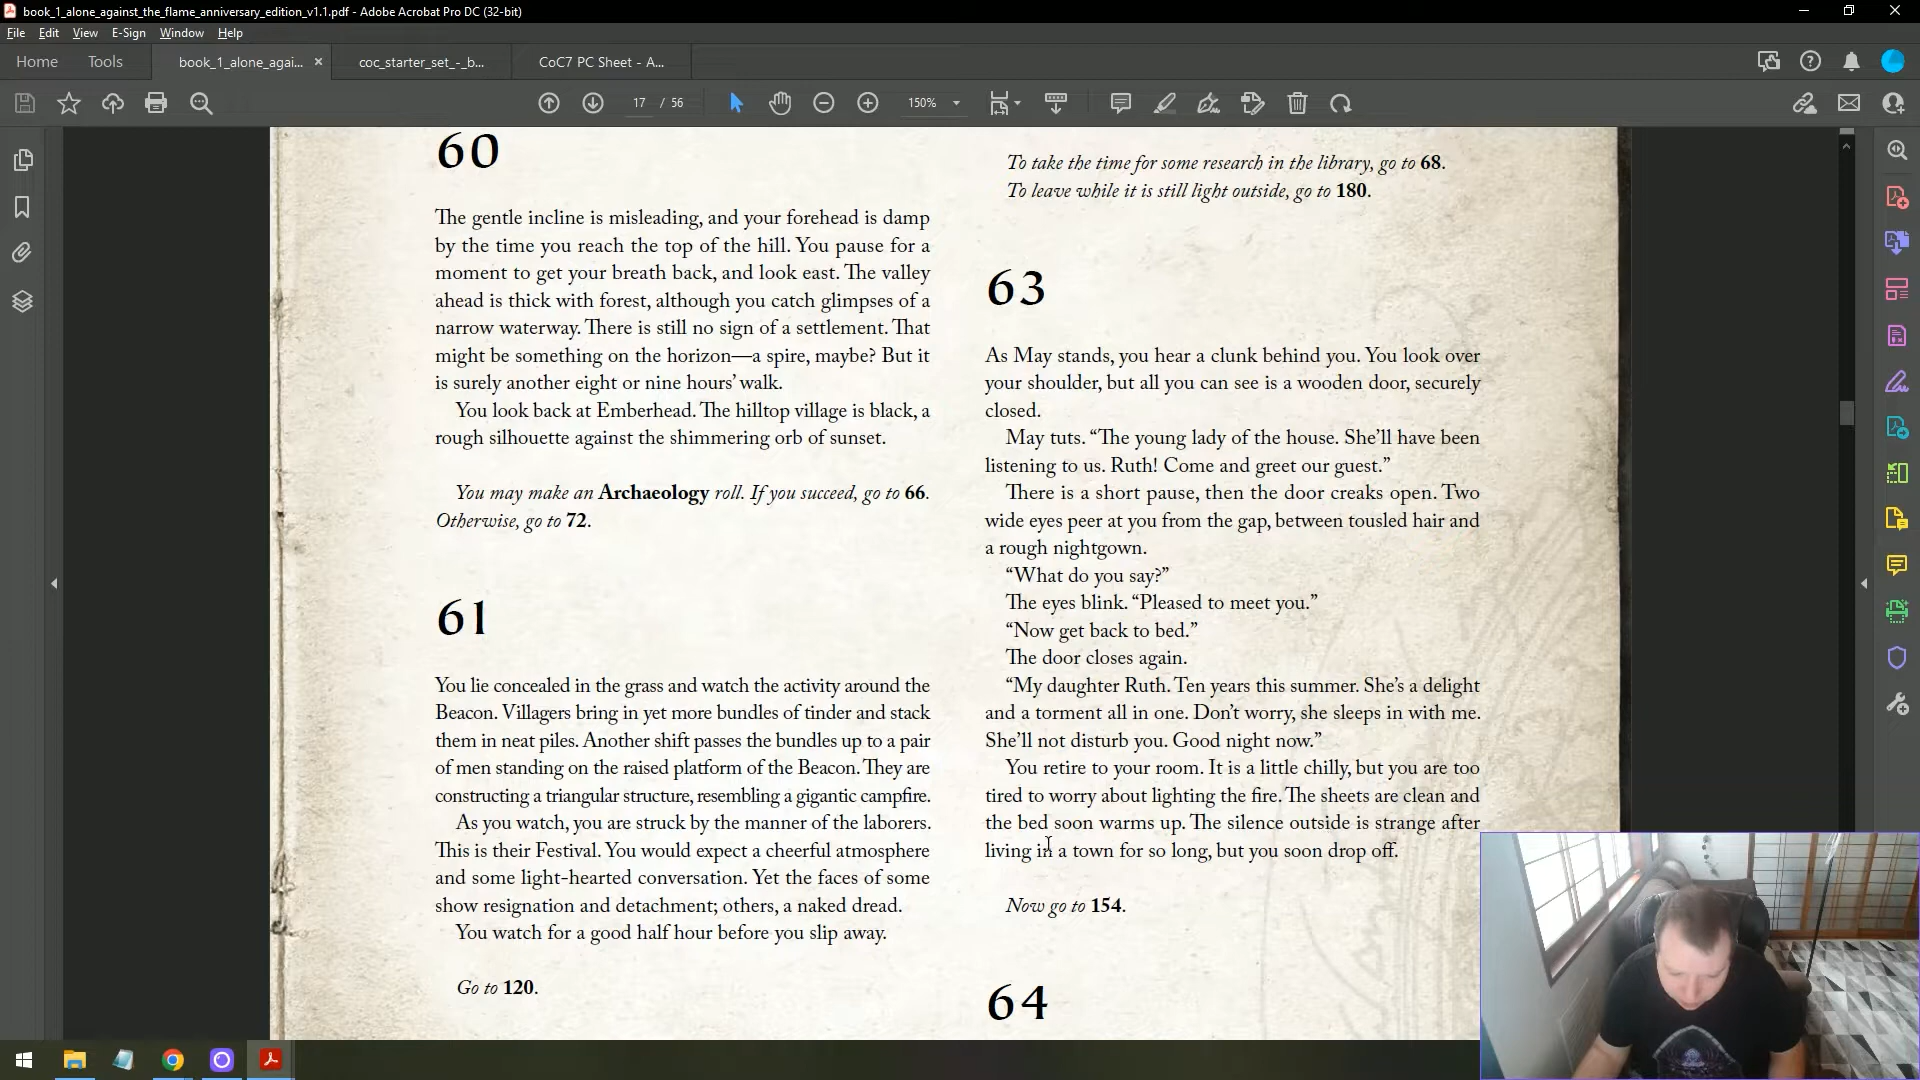 book_1_alone_against_the_flame_anniversary_edition_v1.1.pdf - Adobe Acrobat Pro DC (32-bit)
File Edit View E-Sign Window Help
Home Tools book_1_alone_agai... × coc_starter_set_-_b... CoC7 PC Sheet - A...
17 / 56 150%
60
The gentle incline is misleading, and your forehead is damp
by the time you reach the top of the hill. You pause for a
moment to get your breath back, and look east. The valley
ahead is thick with forest, although you catch glimpses of a
narrow waterway. There is still no sign of a settlement. That
might be something on the horizon—a spire, maybe? But it
is surely another eight or nine hours’ walk.
You look back at Emberhead. The hilltop village is black, a
rough silhouette against the shimmering orb of sunset.
You may make an Archaeology roll. If you succeed, go to 66.
Otherwise, go to 72.
61
You lie concealed in the grass and watch the activity around the
Beacon. Villagers bring in yet more bundles of tinder and stack
them in neat piles. Another shift passes the bundles up to a pair
of men standing on the raised platform of the Beacon. They are
constructing a triangular structure, resembling a gigantic campfire.
As you watch, you are struck by the manner of the laborers.
This is their Festival. You would expect a cheerful atmosphere
and some light-hearted conversation. Yet the faces of some
show resignation and detachment; others, a naked dread.
You watch for a good half hour before you slip away.
Go to 120.
To take the time for some research in the library, go to 68.
To leave while it is still light outside, go to 180.
63
As May stands, you hear a clunk behind you. You look over
your shoulder, but all you can see is a wooden door, securely
closed.
May tuts. “The young lady of the house. She’ll have been
listening to us. Ruth! Come and greet our guest.”
There is a short pause, then the door creaks open. Two
wide eyes peer at you from the gap, between tousled hair and
a rough nightgown.
“What do you say?”
The eyes blink. “Pleased to meet you.”
“Now get back to bed.”
The door closes again.
“My daughter Ruth. Ten years this summer. She’s a delight
and a torment all in one. Don’t worry, she sleeps in with me.
She’ll not disturb you. Good night now.”
You retire to your room. It is a little chilly, but you are too
tired to worry about lighting the fire. The sheets are clean and
the bed soon warms up. The silence outside is strange after
living in a town for so long, but you soon drop off.
Now go to 154.
64